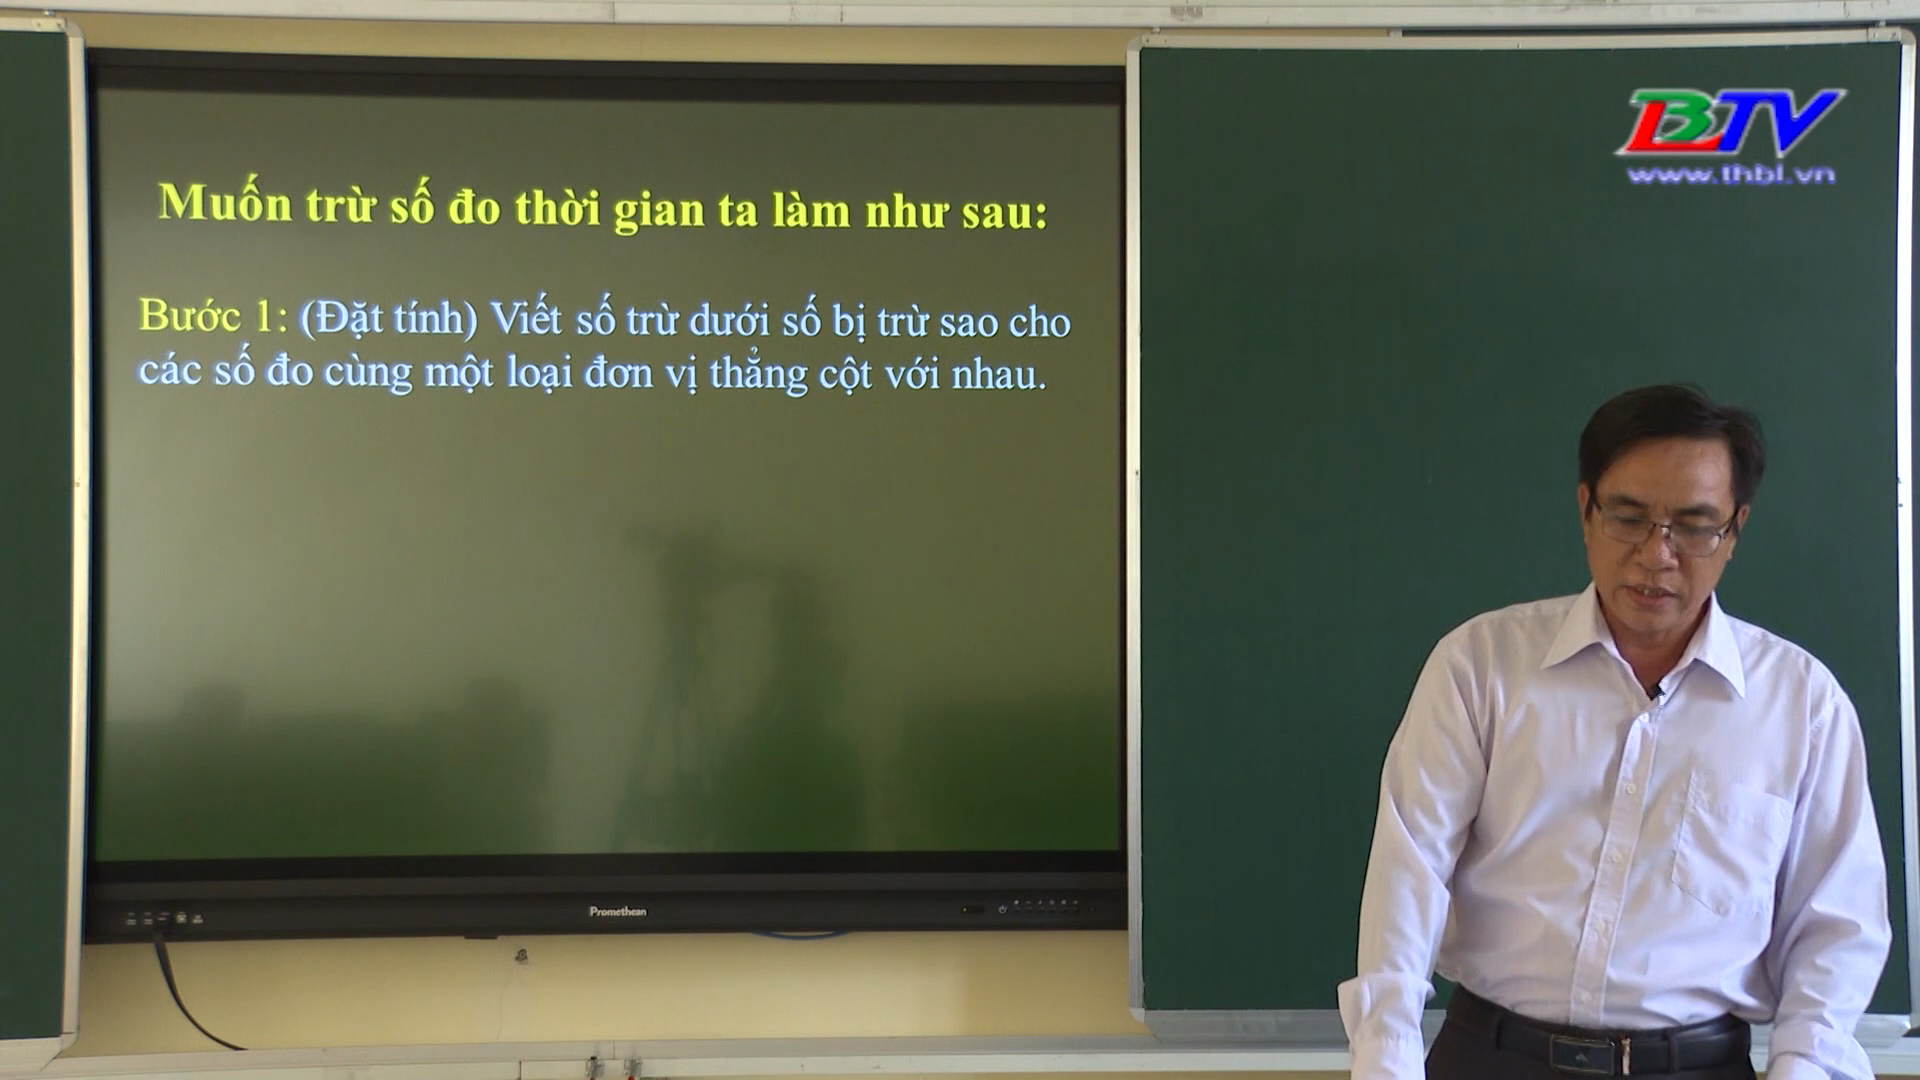 BTV
www.thbl.vn
Muốn trừ số đo thời gian ta làm như sau:
Bước 1: (Đặt tính) Viết số trừ dưới số bị trừ sao cho
các số đo cùng một loại đơn vị thẳng cột với nhau.
Promethean